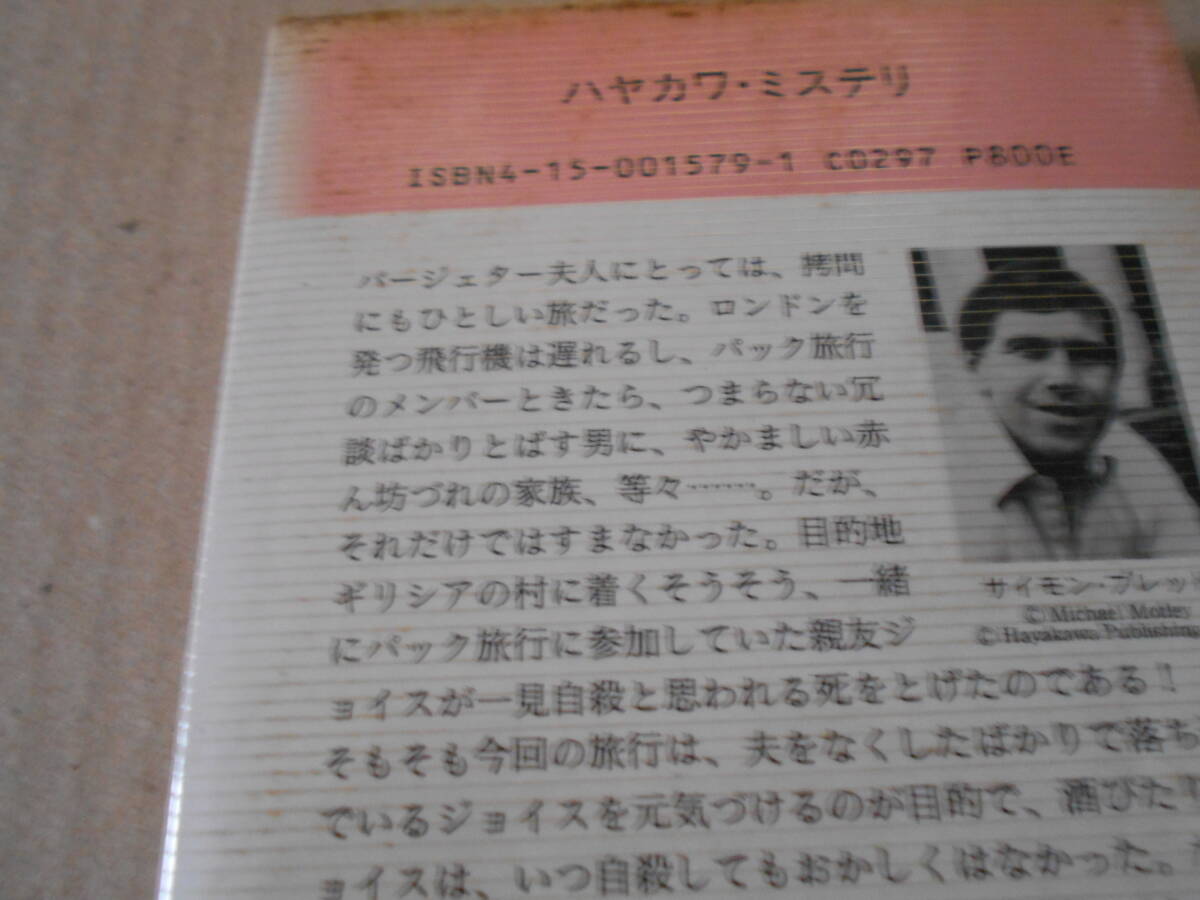 ハヤカワ・ミステリ
ISBN4-15-001579-1 C0297 P800E
パージェター夫人にとっては、拷問
にもひとしい旅だった。ロンドンを
発つ飛行機は遅れるし、パック旅行
のメンバーときたら、つまらない冗
談ばかりとばす男に、やかましい赤
ん坊づれの家族、等々………。だが、
それだけではすまなかった。目的地
ギリシアの村に着くそうそう、一緒
にパック旅行に参加していた親友ジ
ョイスが一見自殺と思われる死をとげたのである！
そもそも今回の旅行は、夫をなくしたばかりで落ち
ているジョイスを元気づけるのが目的で、酒びた
ョイスは、いつ自殺してもおかしくはなかった。
サイモン・ブレッ
© Michael Motley
© Hayakawa Publishing